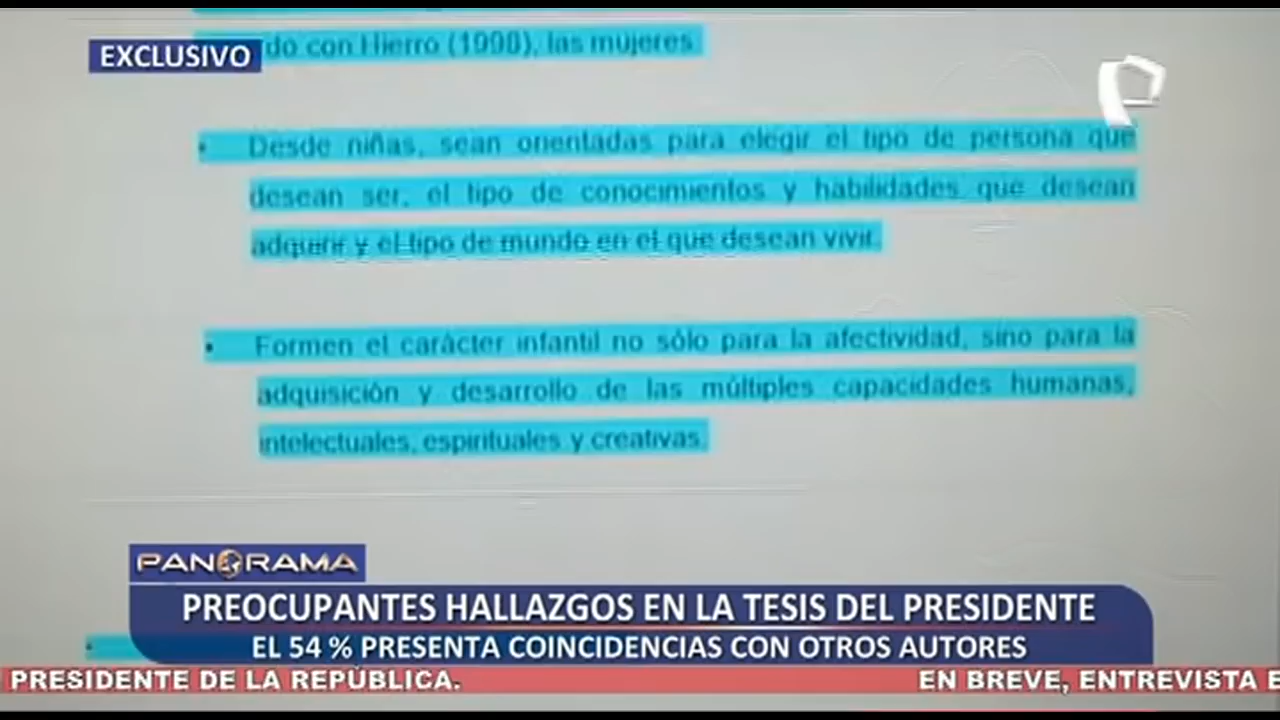 do con Hierro (1998), las mujeres
EXCLUSIVO
• Desde niñas, sean orientadas para elegir el tipo de persona que
desean ser, el tipo de conocimientos y habilidades que desean
adquirir y el tipo de mundo en el que desean vivir.
• Formen el carácter infantil no sólo para la afectividad, sino para la
adquisición y desarrollo de las múltiples capacidades humanas,
intelectuales, espirituales y creativas.
PANORAMA
PREOCUPANTES HALLAZGOS EN LA TESIS DEL PRESIDENTE
EL 54 % PRESENTA COINCIDENCIAS CON OTROS AUTORES
PRESIDENTE DE LA REPÚBLICA. EN BREVE, ENTREVISTA E